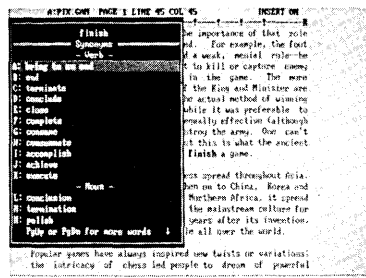 A:PIX.GAM PAGE 1 LINE 45 COL 45 INSERT ON
finish
Synonyms
- Verb -
A: bring to an end
B: end
C: terminate
D: conclude
E: close
F: complete
G: consume
H: consummate
I: accomplish
J: achieve
K: execute
- Noun -
L: conclusion
M: termination
N: polish
PgUp or PgDn for more words ↓
he importance of that role
ed. For example, the foot
d a weak, menial role-he
t to kill or capture enemy
in the game. The more
f the King and Minister are
he actual method of winning
while it was preferable to
equally effective (although
stroy the army. One can't
ut this is what the ancient
finish a game.
ess spread throughout Asia.
hen on to China, Korea and
Northern Africa, it spread
the mainstream culture for
years after its invention.
le all over the world.
Popular games have always inspired new twists or variations:
the intricacy of chess led people to dream of powerful